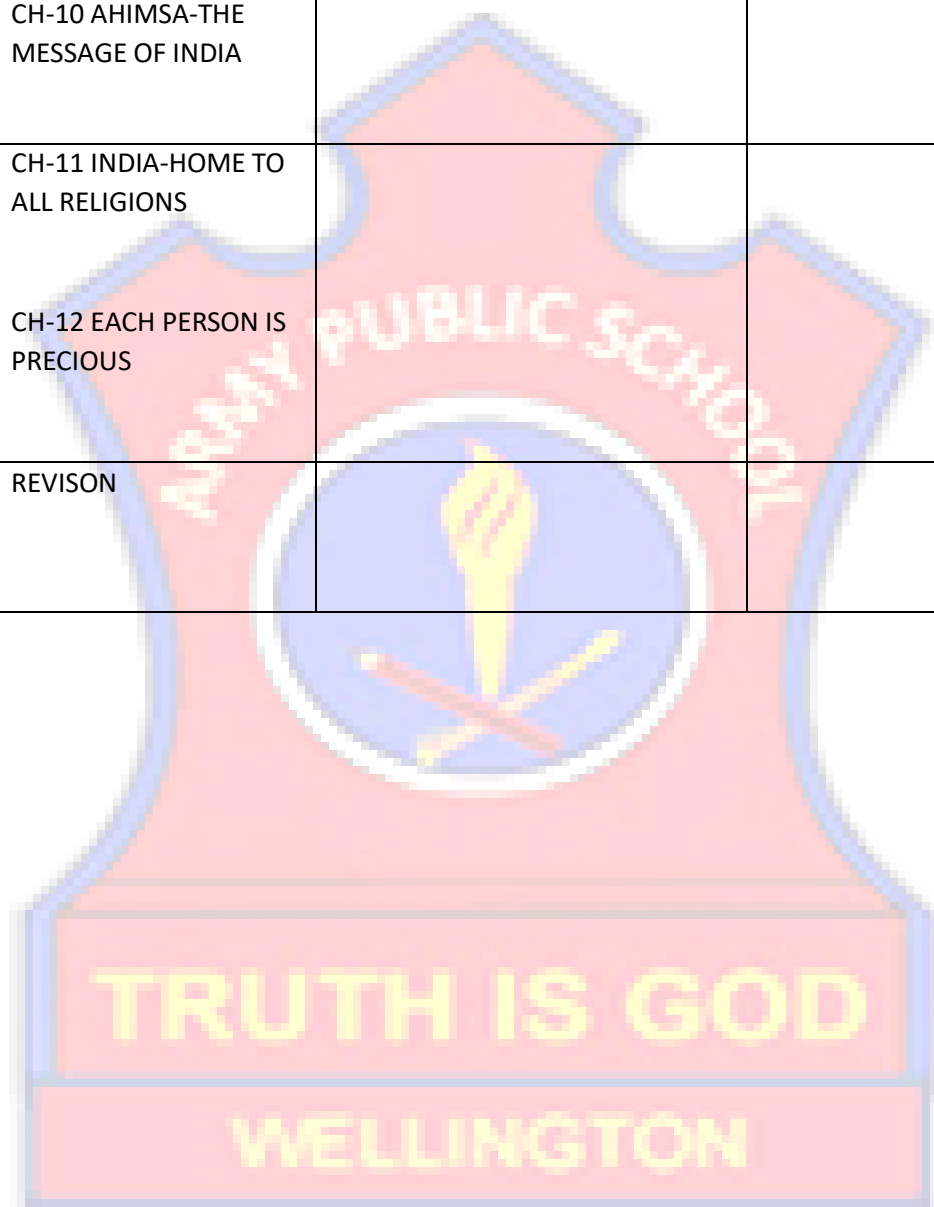 CH-10 AHIMSA-THE
MESSAGE OF INDIA
CH-11 INDIA-HOME TO
ALL RELIGIONS
CH-12 EACH PERSON IS
PRECIOUS
ARMY PUBLIC SCHOOL
REVISON
TRUTH IS GOD
WELLINGTON